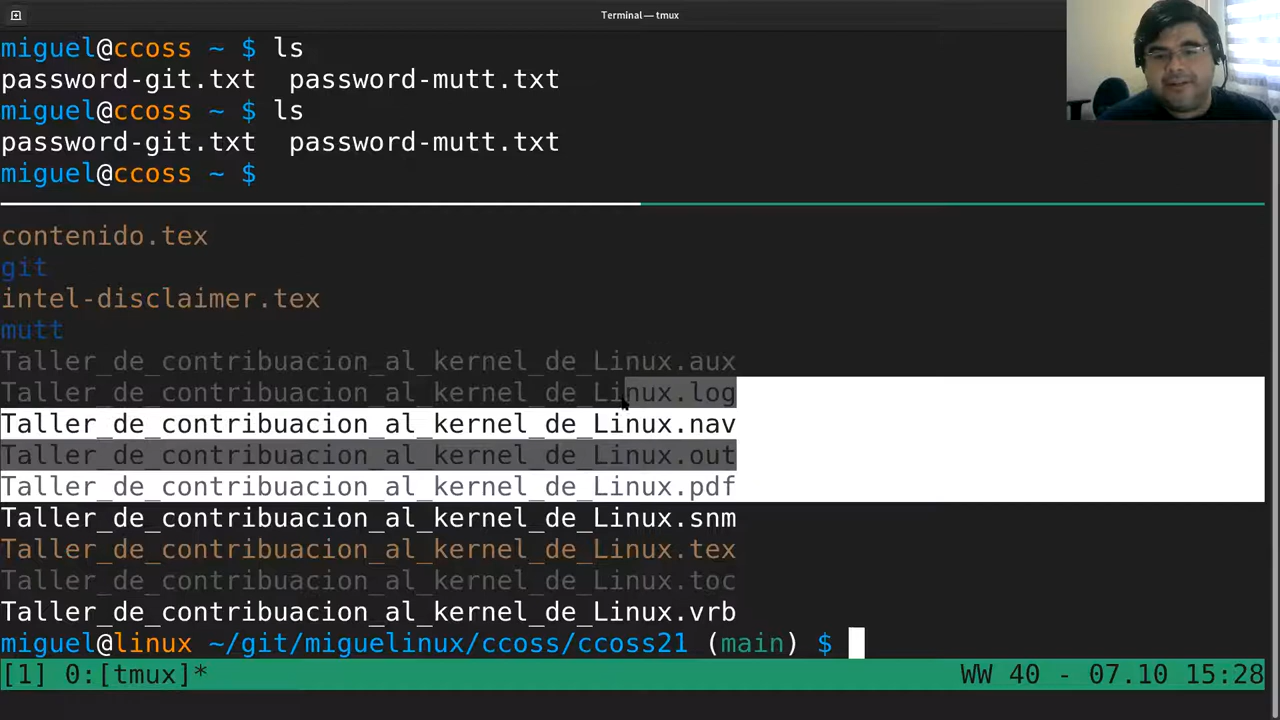 Terminal — tmux
miguel@ccoss ~ $ ls
password-git.txt  password-mutt.txt
miguel@ccoss ~ $ ls
password-git.txt  password-mutt.txt
miguel@ccoss ~ $
contenido.tex
git
intel-disclaimer.tex
mutt
Taller_de_contribuacion_al_kernel_de_Linux.aux
Taller_de_contribuacion_al_kernel_de_Linux.log
Taller_de_contribuacion_al_kernel_de_Linux.nav
Taller_de_contribuacion_al_kernel_de_Linux.out
Taller_de_contribuacion_al_kernel_de_Linux.pdf
Taller_de_contribuacion_al_kernel_de_Linux.snm
Taller_de_contribuacion_al_kernel_de_Linux.tex
Taller_de_contribuacion_al_kernel_de_Linux.toc
Taller_de_contribuacion_al_kernel_de_Linux.vrb
miguel@linux ~/git/miguelinux/ccoss/ccoss21 (main) $
[1] 0:[tmux]* WW 40 - 07.10 15:28